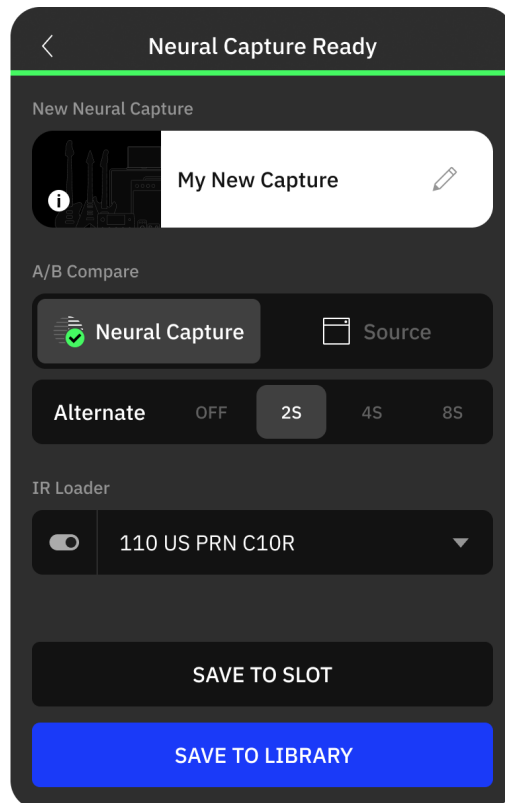 Neural Capture Ready
New Neural Capture
My New Capture
A/B Compare
Neural Capture Source
Alternate OFF 2S 4S 8S
IR Loader
110 US PRN C10R
SAVE TO SLOT
SAVE TO LIBRARY